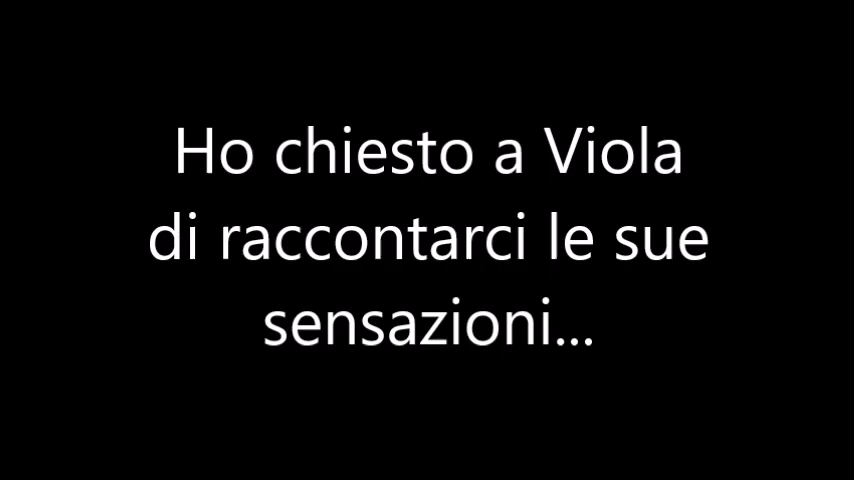 Ho chiesto a Viola
di raccontarci le sue
sensazioni...